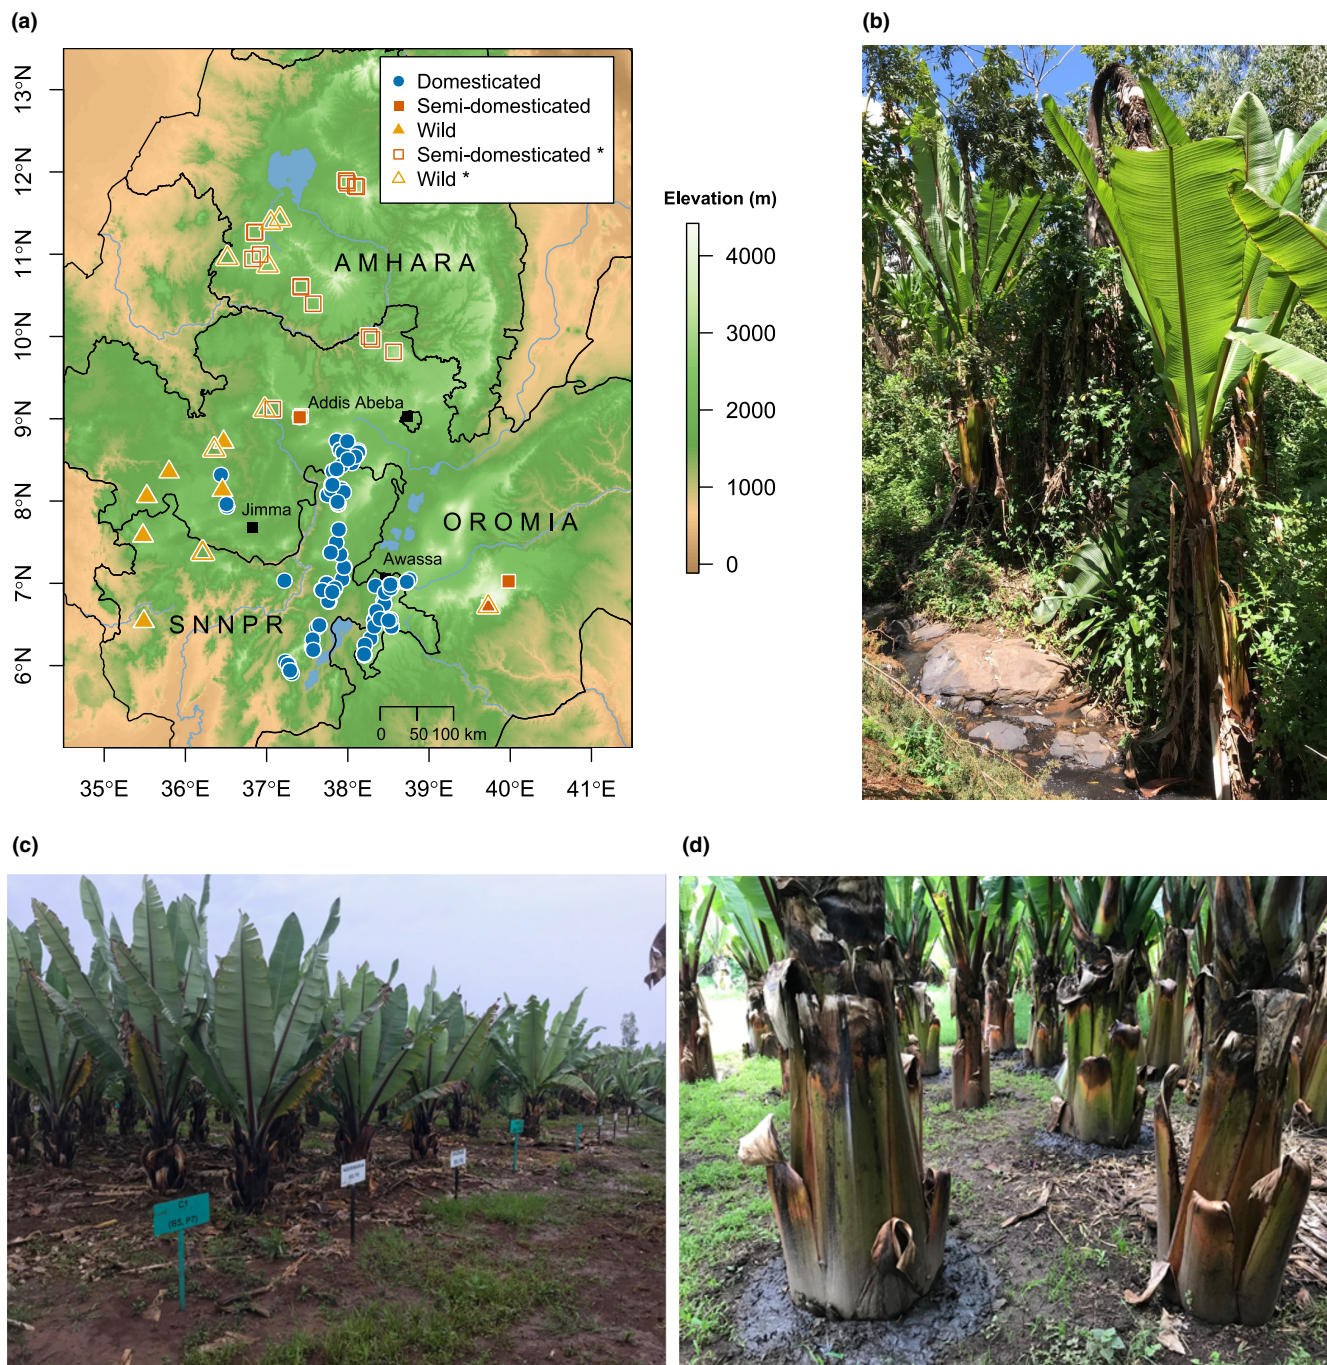 (a)
(b)
Domesticated
Semi-domesticated
Wild
Semi-domesticated *
Wild *
13°N
12°N
11°N
10°N
9°N
8°N
7°N
6°N
AMHARA
Addis Abeba
Jimma
OROMIA
Awassa
SNNPR
0 50 100 km
35°E 36°E 37°E 38°E 39°E 40°E 41°E
Elevation (m)
4000
3000
2000
1000
0
(c)
(d)
C1
(B5, P7)